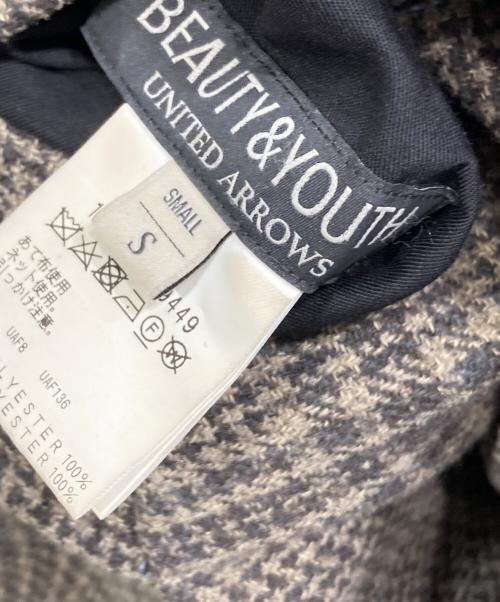 BEAUTY&YOUTH
UNITED ARROWS
SMALL
S
449
あて布使用
ネット使用。
引っかけ注意。
UAF8 UAF136
YESTER 100%
YESTER 100%